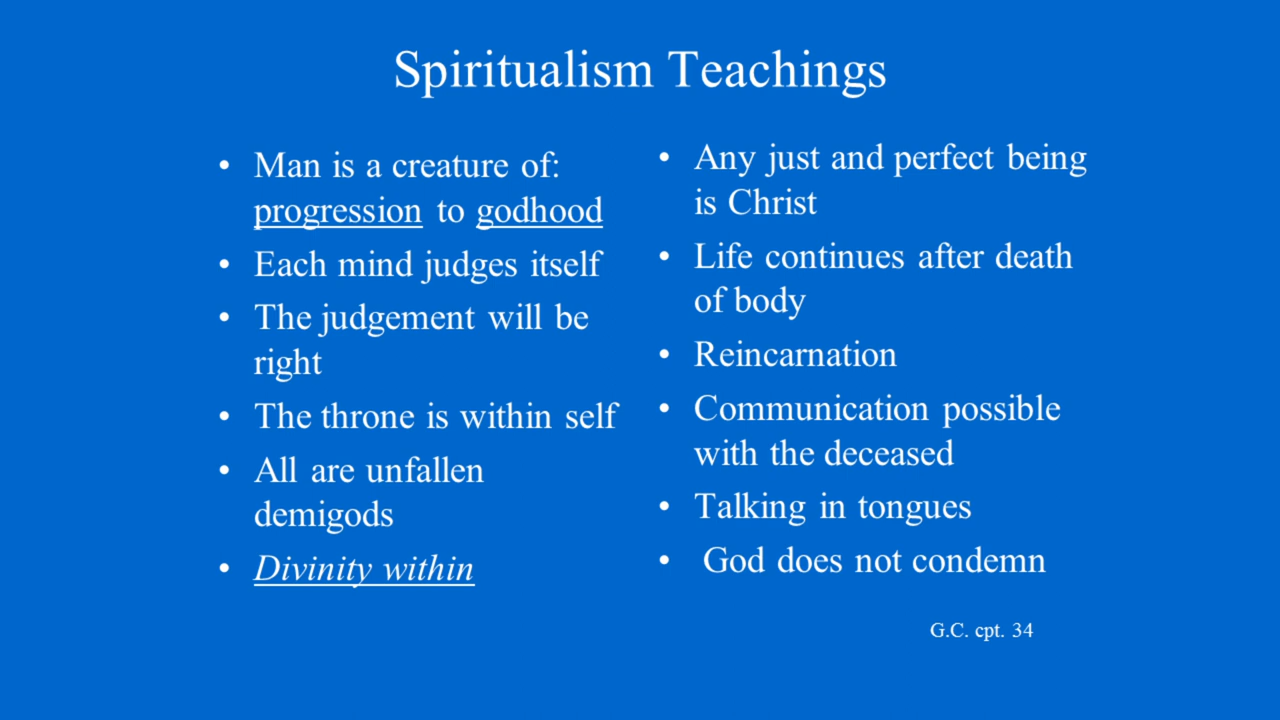 Spiritualism Teachings
• Man is a creature of:
progression to godhood
• Each mind judges itself
• The judgement will be
right
• The throne is within self
• All are unfallen
demigods
• Divinity within
• Any just and perfect being
is Christ
• Life continues after death
of body
• Reincarnation
• Communication possible
with the deceased
• Talking in tongues
• God does not condemn
G.C. cpt. 34